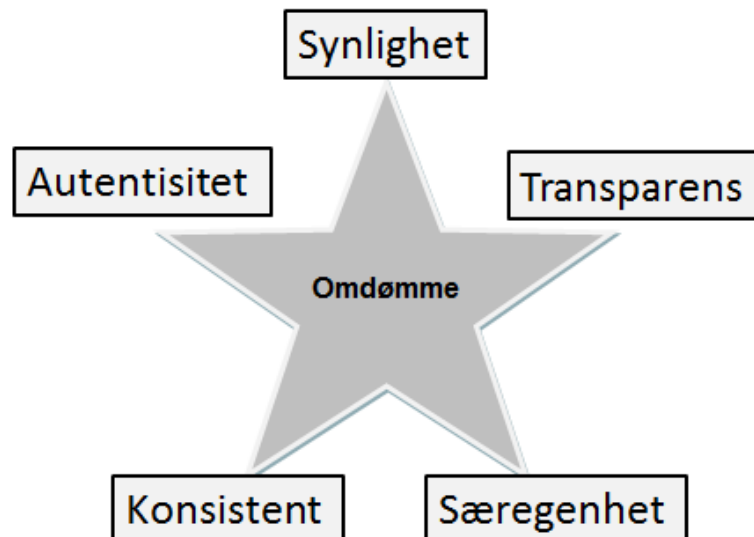 Synlighet
Autentisitet
Transparens
Omdømme
Konsistent
Særegenhet